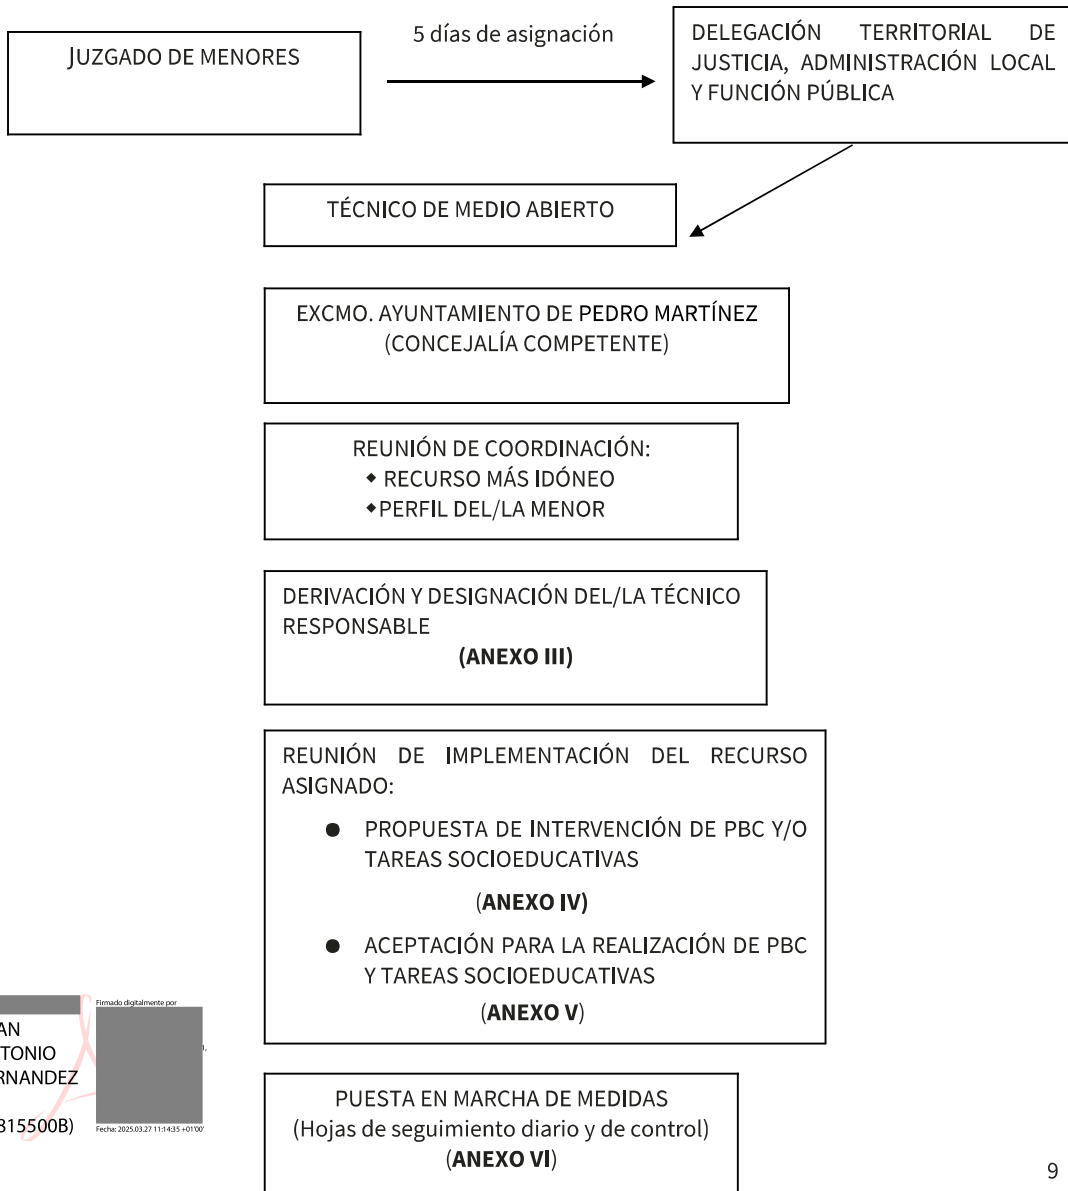 JUZGADO DE MENORES
5 días de asignación
DELEGACIÓN TERRITORIAL DE
JUSTICIA, ADMINISTRACIÓN LOCAL
Y FUNCIÓN PÚBLICA
TÉCNICO DE MEDIO ABIERTO
EXCMO. AYUNTAMIENTO DE PEDRO MARTÍNEZ
(CONCEJALÍA COMPETENTE)
REUNIÓN DE COORDINACIÓN:
◆ RECURSO MÁS IDÓNEO
◆PERFIL DEL/LA MENOR
DERIVACIÓN Y DESIGNACIÓN DEL/LA TÉCNICO
RESPONSABLE
(ANEXO III)
REUNIÓN DE IMPLEMENTACIÓN DEL RECURSO
ASIGNADO:
● PROPUESTA DE INTERVENCIÓN DE PBC Y/O
TAREAS SOCIOEDUCATIVAS
(ANEXO IV)
● ACEPTACIÓN PARA LA REALIZACIÓN DE PBC
Y TAREAS SOCIOEDUCATIVAS
(ANEXO V)
AN
TONIO
RNANDEZ
815500B)
Firmado digitalmente por
Fecha: 2025.03.27 11:14:35 +01'00'
PUESTA EN MARCHA DE MEDIDAS
(Hojas de seguimiento diario y de control)
(ANEXO VI)
9